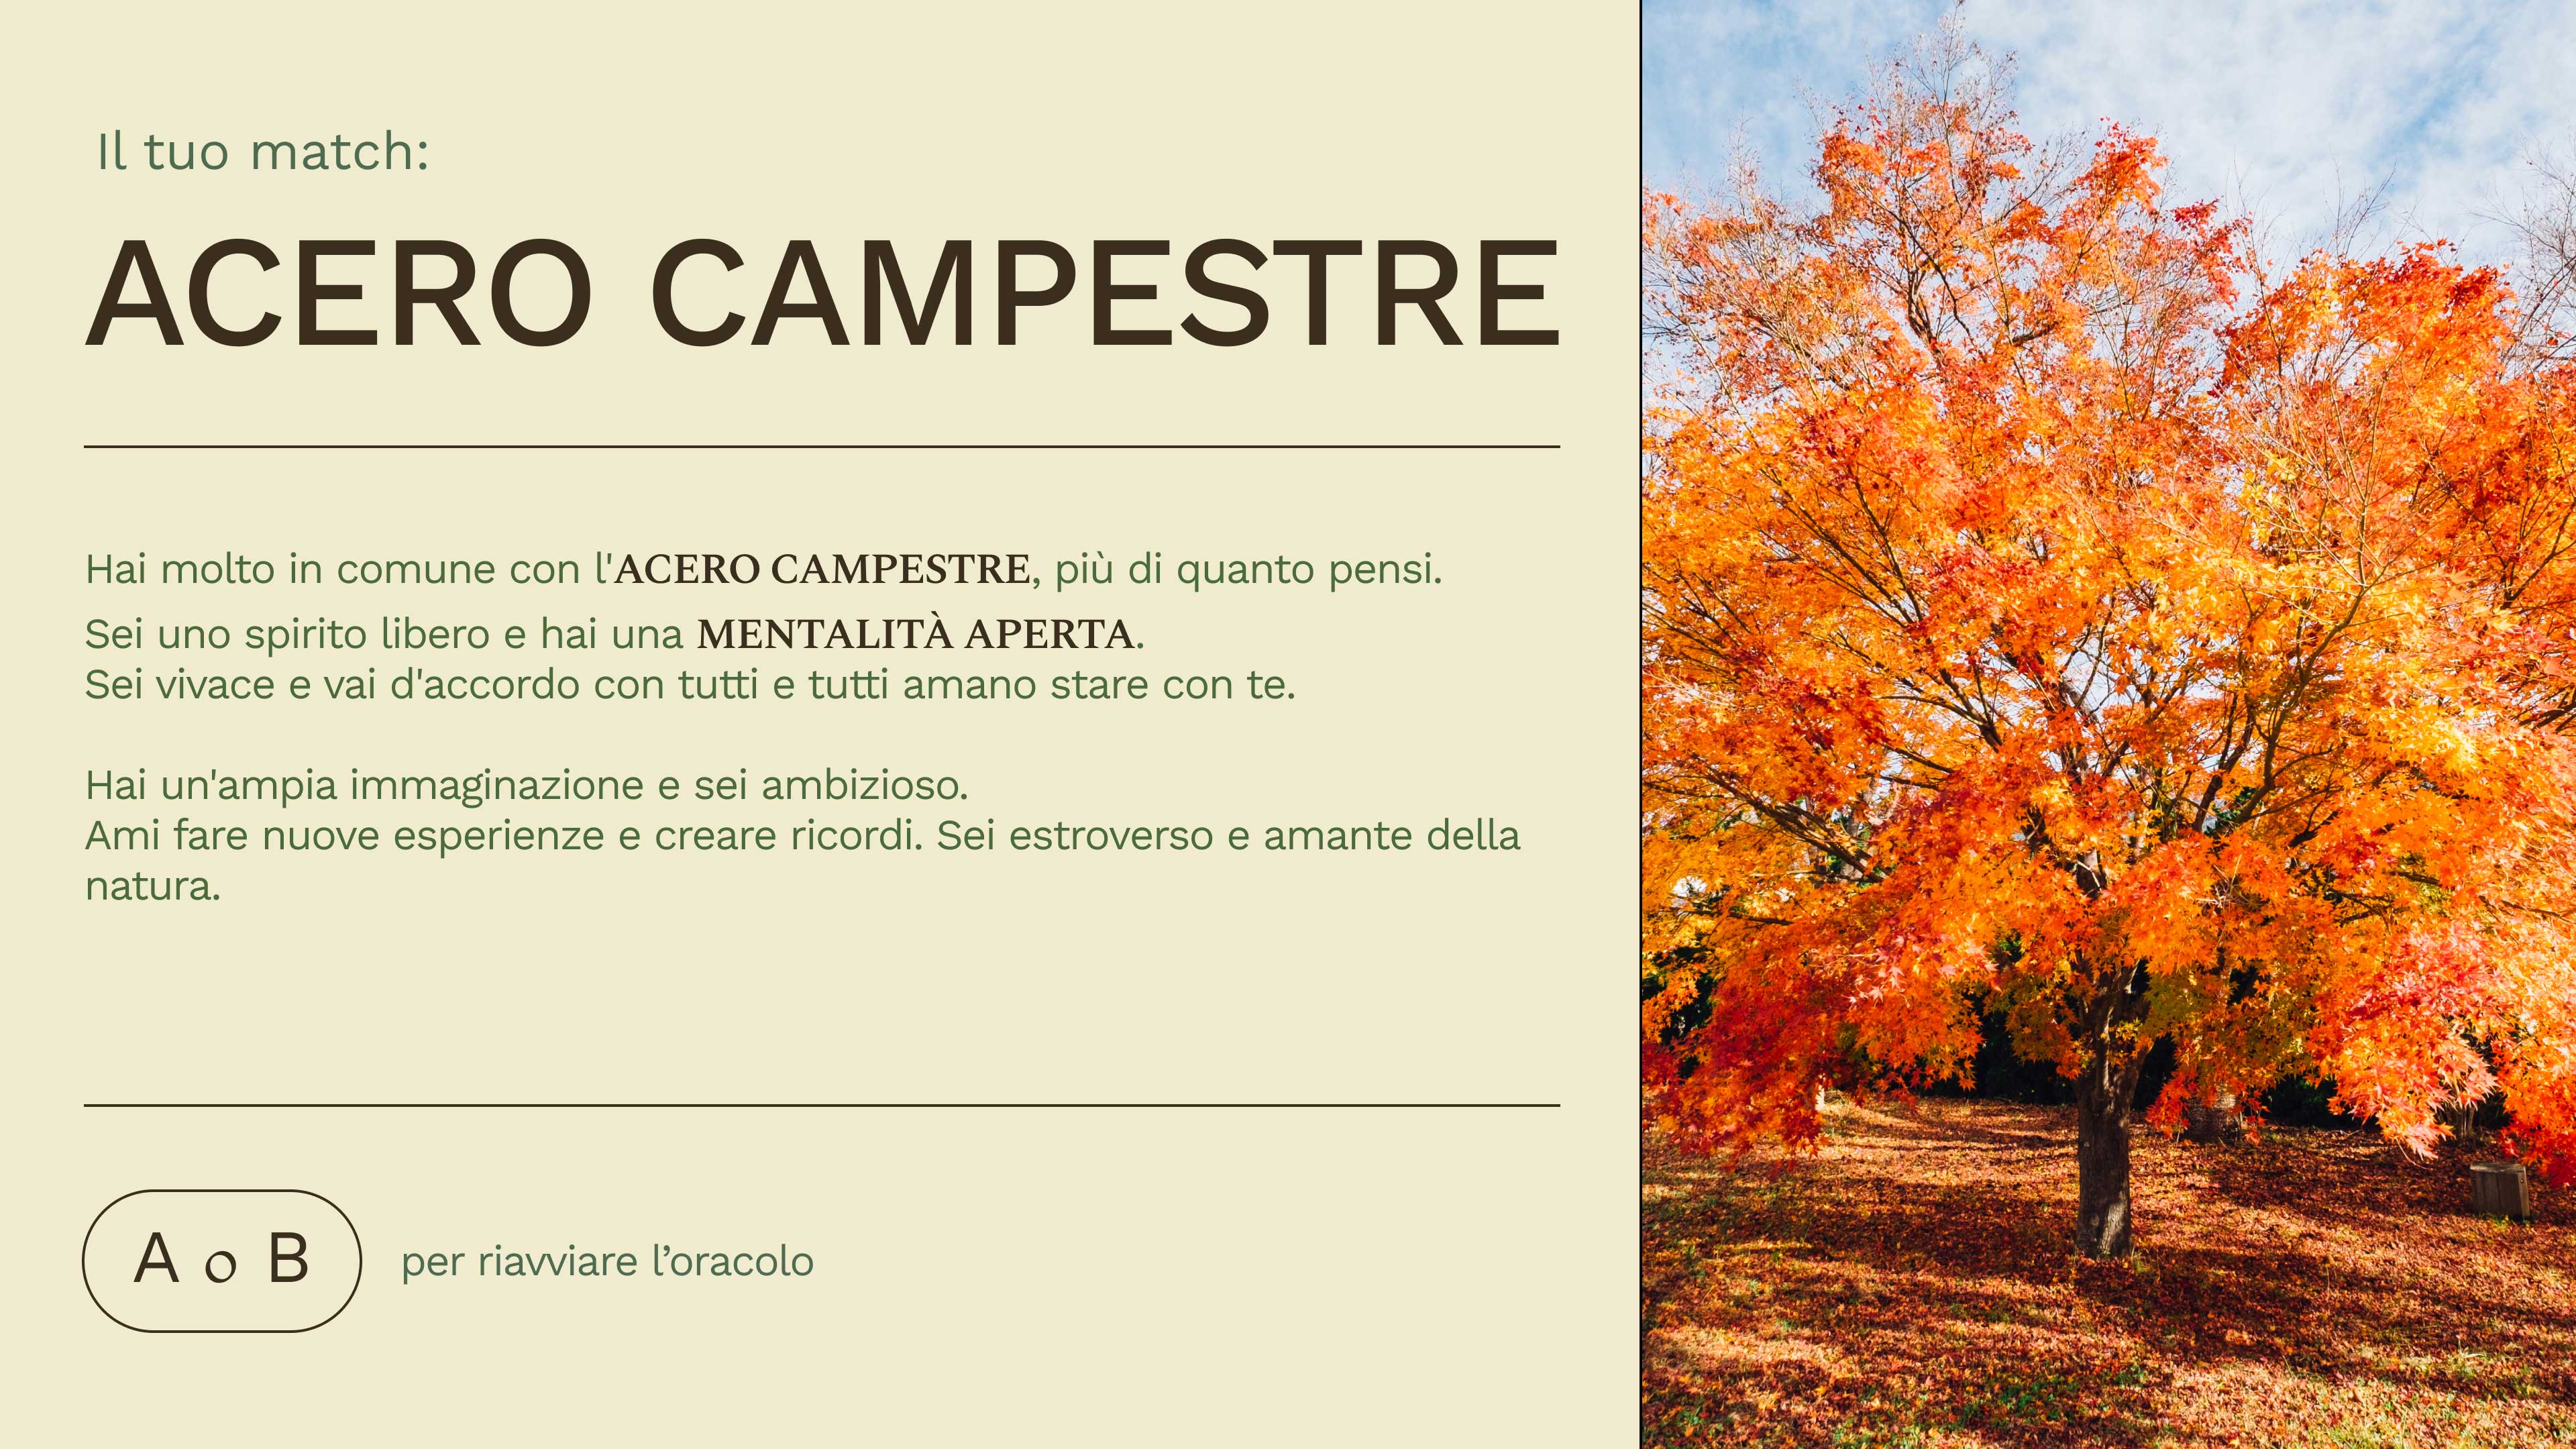 Il tuo match:
ACERO CAMPESTRE
Hai molto in comune con l'ACERO CAMPESTRE, più di quanto pensi.
Sei uno spirito libero e hai una MENTALITÀ APERTA.
Sei vivace e vai d'accordo con tutti e tutti amano stare con te.
Hai un'ampia immaginazione e sei ambizioso.
Ami fare nuove esperienze e creare ricordi. Sei estroverso e amante della
natura.
A o B per riavviare l’oracolo